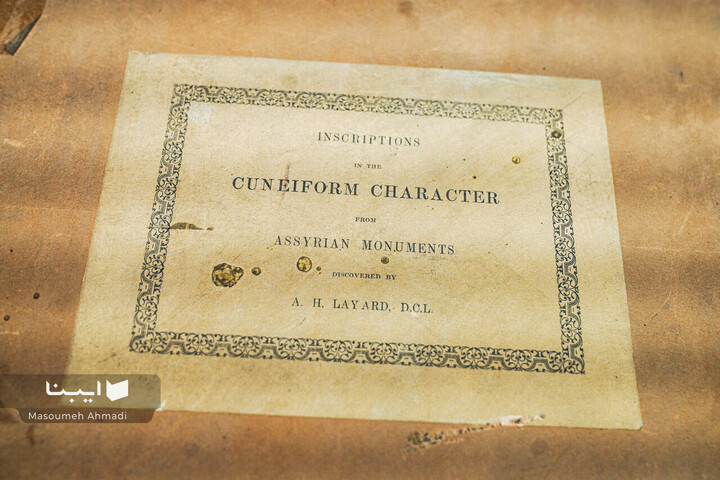 INSCRIPTIONS
IN THE
CUNEIFORM CHARACTER
FROM
ASSYRIAN MONUMENTS
DISCOVERED BY
A. H. LAYARD, D.C.L.
ایبنا
Masoumeh Ahmadi